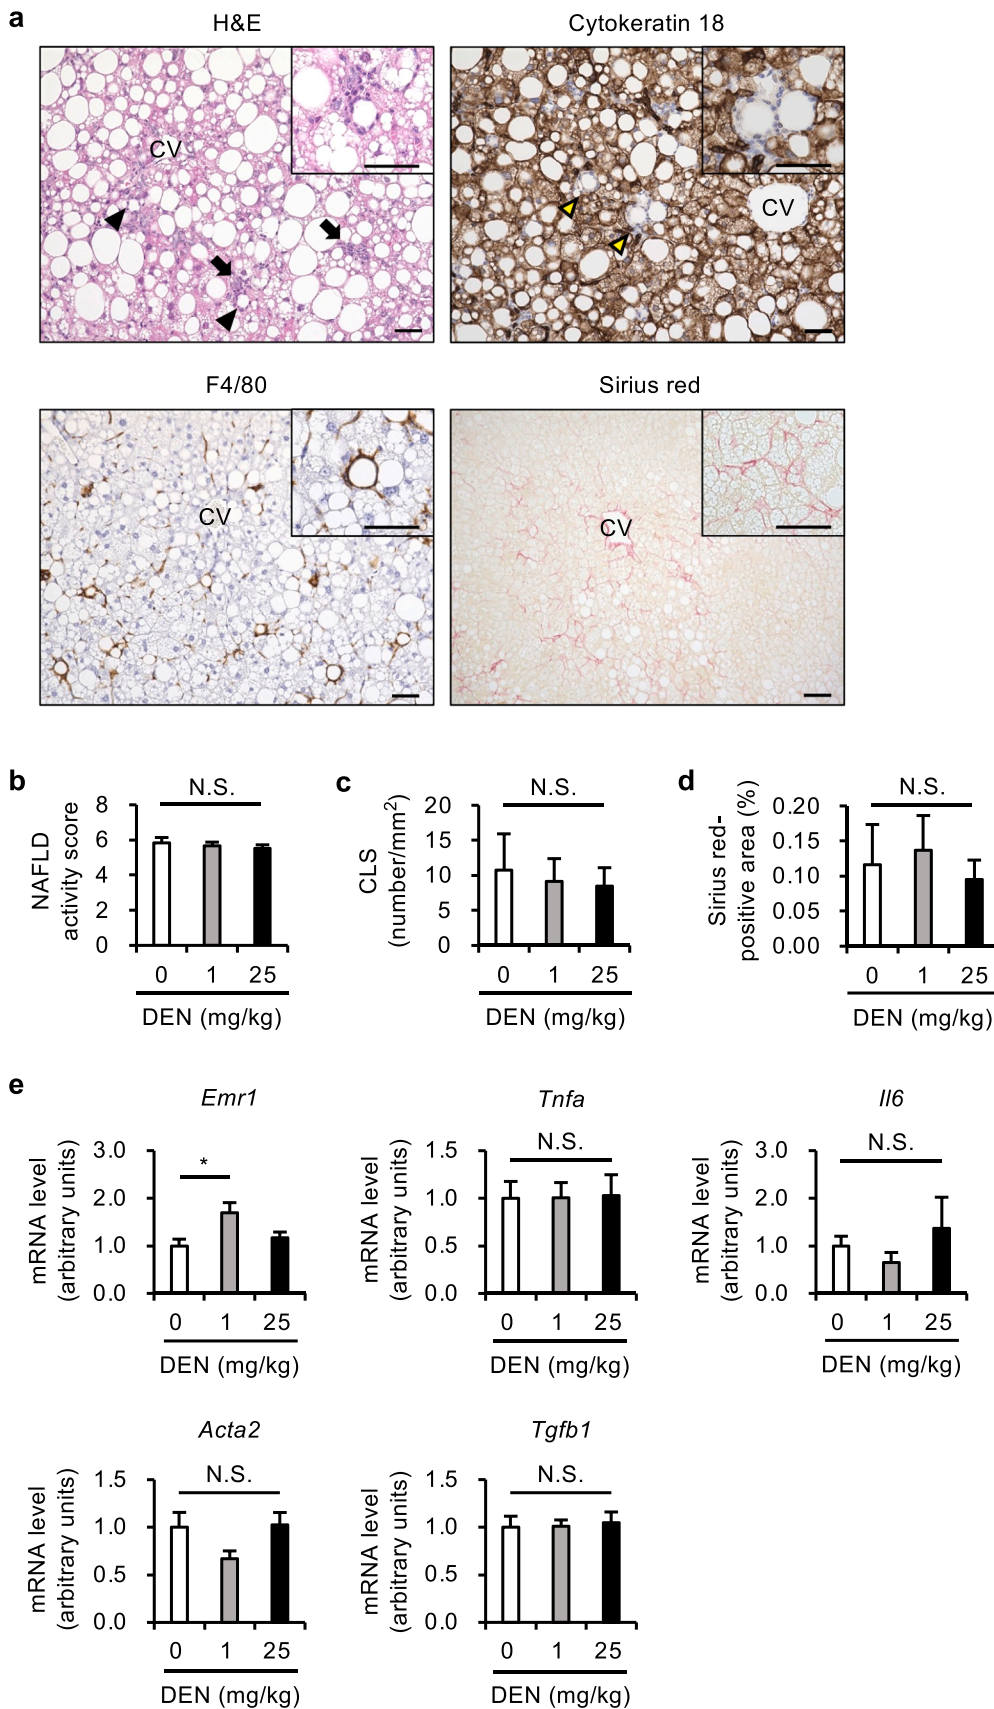 a
H&E
Cytokeratin 18
CV
CV
F4/80
Sirius red
CV
CV
b
NAFLD
activity score
8
6
4
2
0
N.S.
0 1 25
DEN (mg/kg)
c
CLS
(number/mm²)
20
15
10
5
0
N.S.
0 1 25
DEN (mg/kg)
d
Sirius red-
positive area (%)
0.20
0.15
0.10
0.05
0.00
N.S.
0 1 25
DEN (mg/kg)
e
Emr1
mRNA level
(arbitrary units)
3.0
2.0
1.0
0.0
*
0 1 25
DEN (mg/kg)
Tnfa
mRNA level
(arbitrary units)
1.5
1.0
0.5
0.0
N.S.
0 1 25
DEN (mg/kg)
Il6
mRNA level
(arbitrary units)
3.0
2.0
1.0
0.0
N.S.
0 1 25
DEN (mg/kg)
Acta2
mRNA level
(arbitrary units)
1.5
1.0
0.5
0.0
N.S.
0 1 25
DEN (mg/kg)
Tgfb1
mRNA level
(arbitrary units)
1.5
1.0
0.5
0.0
N.S.
0 1 25
DEN (mg/kg)